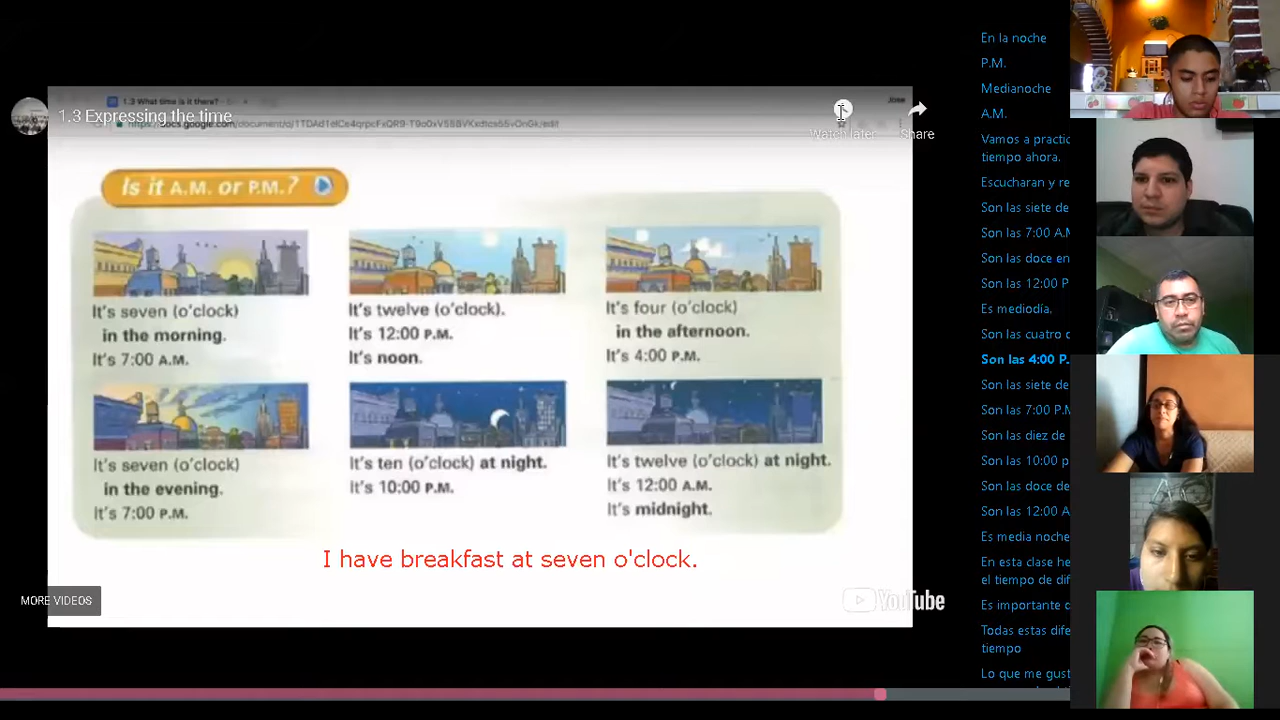 1.3 What time is it there?
1.3 Expressing the time
Watch later
Share
Is it A.M. or P.M.?
It's seven (o'clock)
in the morning.
It's 7:00 A.M.
It's twelve (o'clock).
It's 12:00 P.M.
It's noon.
It's four (o'clock)
in the afternoon.
It's 4:00 P.M.
It's seven (o'clock)
in the evening.
It's 7:00 P.M.
It's ten (o'clock) at night.
It's 10:00 P.M.
It's twelve (o'clock) at night.
It's 12:00 A.M.
It's midnight.
I have breakfast at seven o'clock.
MORE VIDEOS
YouTube
En la noche
P.M.
Medianoche
A.M.
Vamos a practic
tiempo ahora.
Escucharan y re
Son las siete de
Son las 7:00 A.M
Son las doce en
Son las 12:00 P
Es mediodía.
Son las cuatro d
Son las 4:00 P.
Son las siete de
Son las 7:00 P.M
Son las diez de
Son las 10:00 p
Son las doce de
Son las 12:00 A
Es media noche
En esta clase he
el tiempo de dif
Es importante d
Todas estas dife
tiempo
Lo que me gust